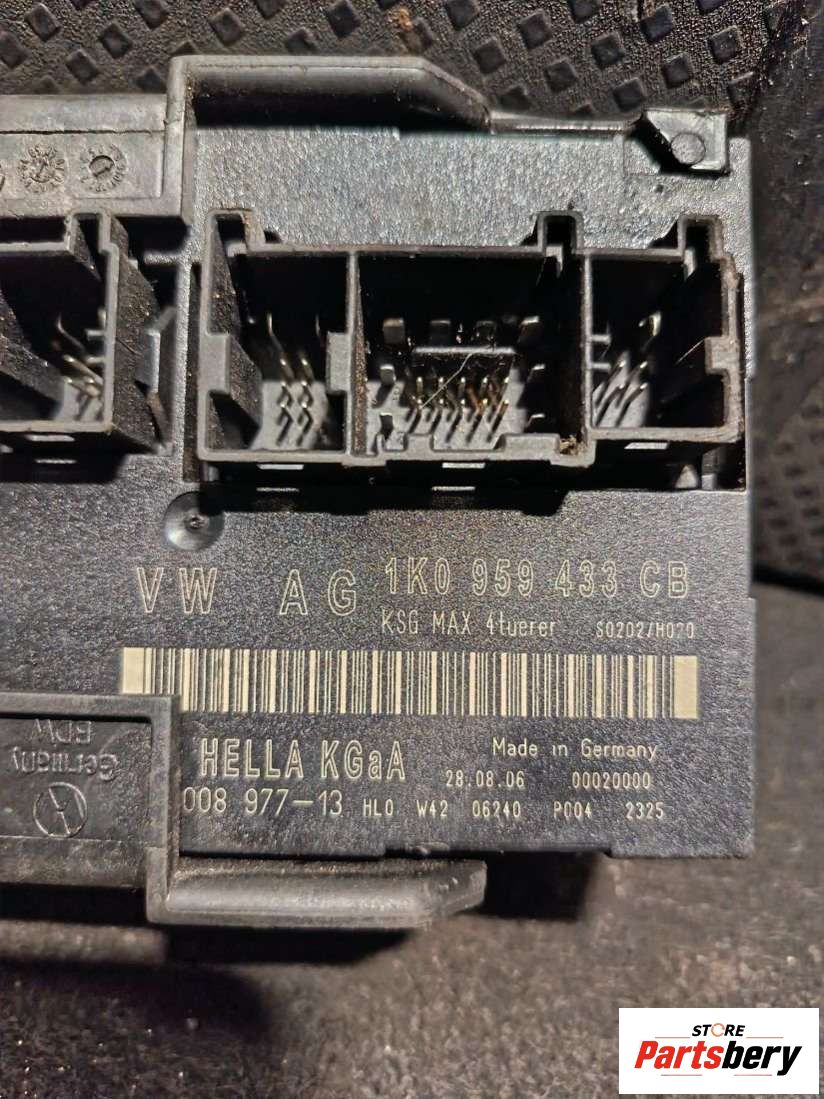 VW AG 1K0 959 433 CB
KSG MAX 4tuerer S0202/H020
HELLA KGaA Made in Germany
28.08.06 00020000
008 977-13 HL0 W42 06240 P004 2325
Germany
BDW
STORE
Partsbery